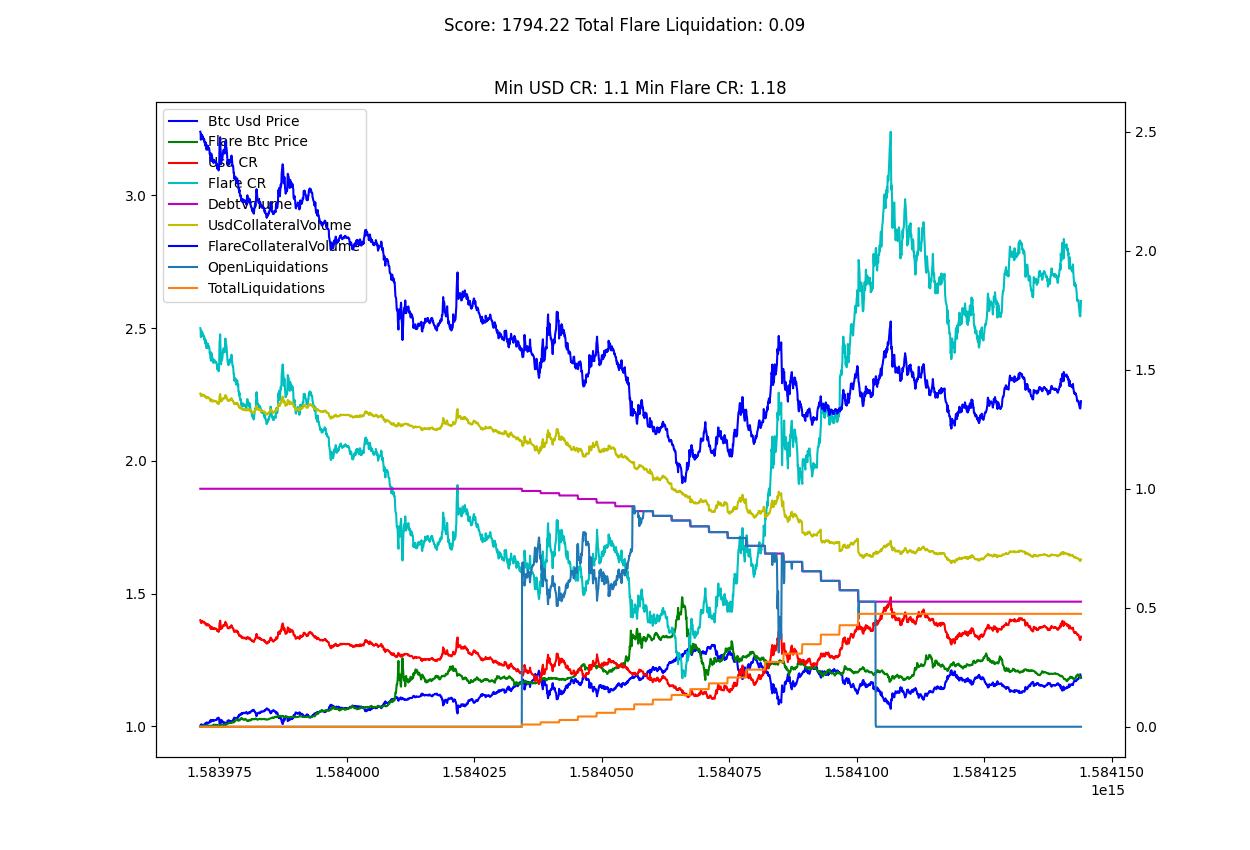 Score: 1794.22 Total Flare Liquidation: 0.09
Min USD CR: 1.1 Min Flare CR: 1.18
Btc Usd Price
Flare Btc Price
Usd CR
Flare CR
DebtVolume
UsdCollateralVolume
FlareCollateralVolume
OpenLiquidations
TotalLiquidations
3.0
2.5
2.0
1.5
1.0
2.5
2.0
1.5
1.0
0.5
0.0
1.583975 1.584000 1.584025 1.584050 1.584075 1.584100 1.584125 1.584150
1e15